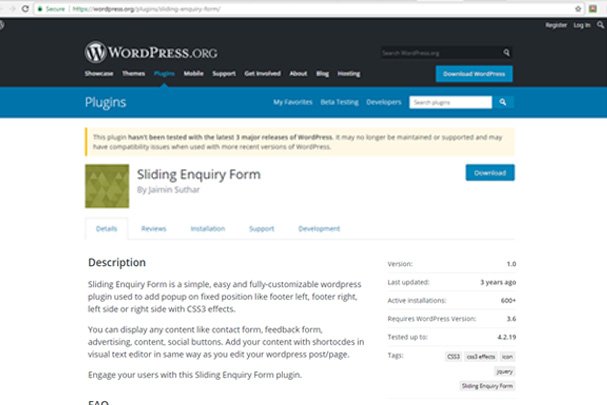 Secure | https://wordpress.org/plugins/sliding-enquiry-form/
Register Log In
WORDPRESS.ORG
Search WordPress.org
Showcase Themes Plugins Mobile Support Get Involved About Blog Hosting
Download WordPress
Plugins
My Favorites Beta Testing Developers
Search plugins
This plugin hasn't been tested with the latest 3 major releases of WordPress. It may no longer be maintained or supported and may
have compatibility issues when used with more recent versions of WordPress.
Sliding Enquiry Form
Download
By Jaimin Suthar
Details Reviews Installation Support Development
Description
Sliding Enquiry Form is a simple, easy and fully-customizable wordpress
plugin used to add popup on fixed position like footer left, footer right,
left side or right side with CSS3 effects.
You can display any content like contact form, feedback form,
advertising, content, social buttons. Add your content with shortocdes in
visual text editor in same way as you edit your wordpress post/page.
Engage your users with this Sliding Enquiry Form plugin.
FAQ
Version: 1.0
Last updated: 3 years ago
Active installations: 600+
Requires WordPress Version: 3.6
Tested up to: 4.2.19
Tags: CSS3 css3 effects icon
jquery
Sliding Enquiry Form